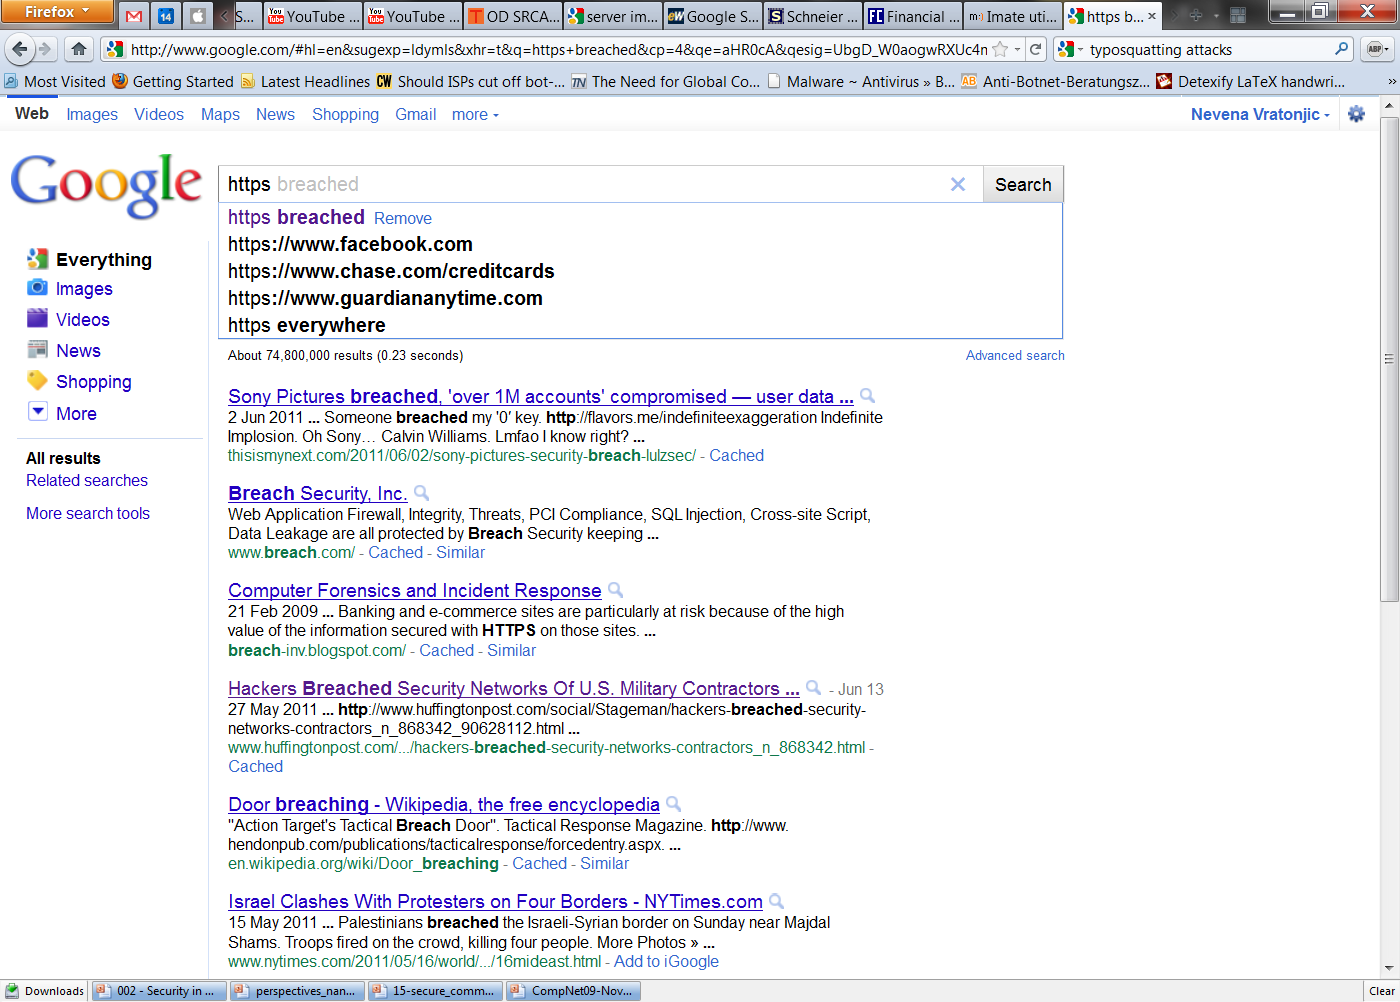 Firefox
14
S...
YouTube ...
YouTube ...
OD SRCA...
server im...
Google S...
Schneier ...
Financial ...
Imate uti...
https b...
http://www.google.com/#hl=en&sugexp=ldymls&xhr=t&q=https+breached&cp=4&qe=aHR0cA&qesig=UbgD_W0aogwRXUc4n
typosquatting attacks
ABP
Most Visited
Getting Started
Latest Headlines
CW Should ISPs cut off bot-...
TN The Need for Global Co...
Malware ~ Antivirus » B...
AB Anti-Botnet-Beratungsz...
Detexify LaTeX handwri...
»
Web Images Videos Maps News Shopping Gmail more
Nevena Vratonjic
Google
https breached
Search
https breached Remove
https://www.facebook.com
https://www.chase.com/creditcards
https://www.guardiananytime.com
https everywhere
Everything
Images
Videos
News
Shopping
More
All results
Related searches
More search tools
About 74,800,000 results (0.23 seconds)
Advanced search
Sony Pictures breached, 'over 1M accounts' compromised — user data ...
2 Jun 2011 ... Someone breached my '0' key. http://flavors.me/indefiniteexaggeration Indefinite
Implosion. Oh Sony… Calvin Williams. Lmfao I know right? ...
thisismynext.com/2011/06/02/sony-pictures-security-breach-lulzsec/ - Cached
Breach Security, Inc.
Web Application Firewall, Integrity, Threats, PCI Compliance, SQL Injection, Cross-site Script,
Data Leakage are all protected by Breach Security keeping ...
www.breach.com/ - Cached - Similar
Computer Forensics and Incident Response
21 Feb 2009 ... Banking and e-commerce sites are particularly at risk because of the high
value of the information secured with HTTPS on those sites. ...
breach-inv.blogspot.com/ - Cached - Similar
Hackers Breached Security Networks Of U.S. Military Contractors ... - Jun 13
27 May 2011 ... http://www.huffingtonpost.com/social/Stageman/hackers-breached-security-
networks-contractors_n_868342_90628112.html ...
www.huffingtonpost.com/.../hackers-breached-security-networks-contractors_n_868342.html -
Cached
Door breaching - Wikipedia, the free encyclopedia
"Action Target's Tactical Breach Door". Tactical Response Magazine. http://www.
hendonpub.com/publications/tacticalresponse/forcedentry.aspx. ...
en.wikipedia.org/wiki/Door_breaching - Cached - Similar
Israel Clashes With Protesters on Four Borders - NYTimes.com
15 May 2011 ... Palestinians breached the Israeli-Syrian border on Sunday near Majdal
Shams. Troops fired on the crowd, killing four people. More Photos » ...
www.nytimes.com/2011/05/16/world/.../16mideast.html - Add to iGoogle
Downloads
002 - Security in ...
perspectives_nan...
15-secure_comm...
CompNet09-Nov...
Clear